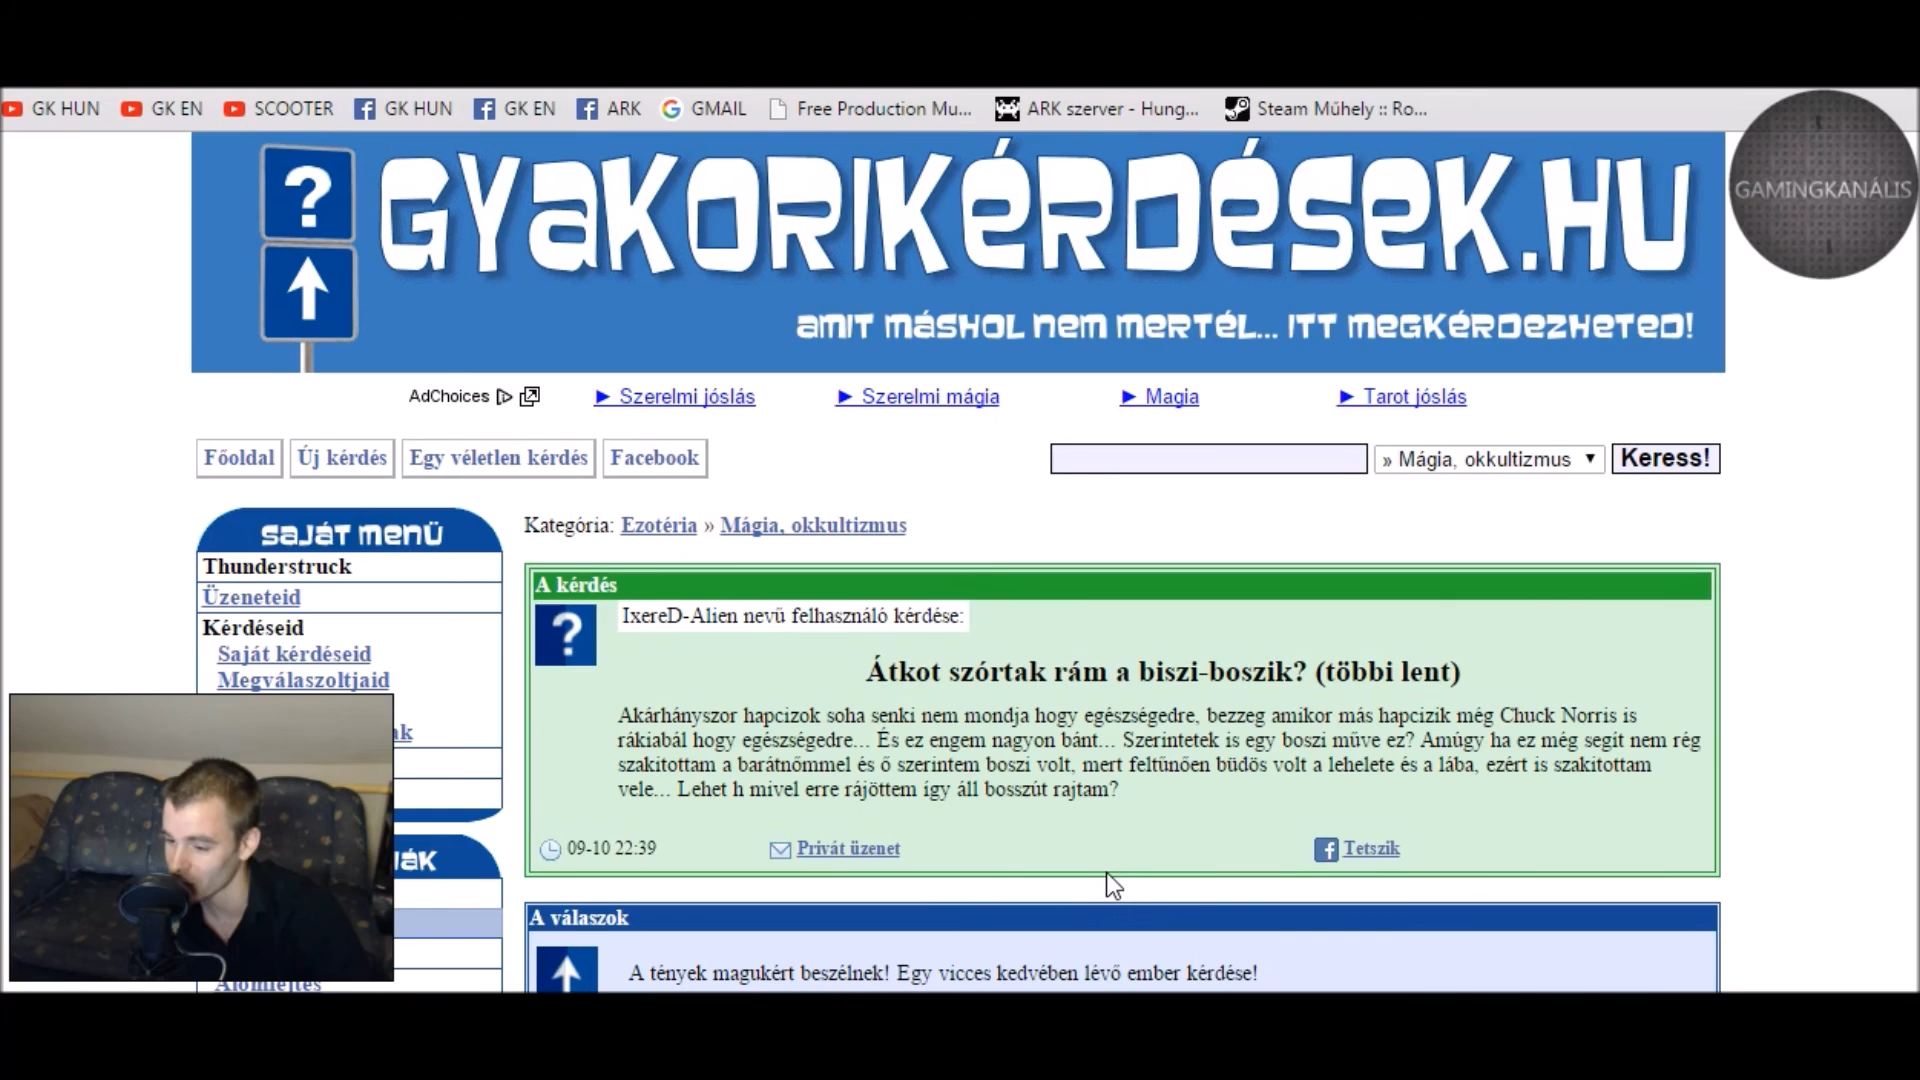 GK HUN GK EN SCOOTER GK HUN GK EN ARK GMAIL Free Production Mu... ARK szerver - Hung... Steam Műhely :: Ro...
GAMINGKANÁLIS
GYAKORIKÉRDÉSEK.HU
AMIT MÁSHOL NEM MERTÉL... ITT MEGKÉRDEZHETED!
AdChoices ► Szerelmi jóslás ► Szerelmi mágia ► Magia ► Tarot jóslás
Főoldal Új kérdés Egy véletlen kérdés Facebook » Mágia, okkultizmus ▼ Keress!
SAJÁT MENÜ
Thunderstruck
Üzeneteid
Kérdéseid
Saját kérdéseid
Megválaszoltjaid
ak
IÁK
Álomfejtés
Kategória: Ezotéria » Mágia, okkultizmus
A kérdés
IxereD-Alien nevű felhasználó kérdése:
Átkot szórtak rám a biszi-boszik? (többi lent)
Akárhányszor hapcizok soha senki nem mondja hogy egészségedre, bezzeg amikor más hapcizik még Chuck Norris is
rákiabál hogy egészségedre... És ez engem nagyon bánt... Szerintetek is egy boszi műve ez? Amúgy ha ez még segít nem rég
szakitottam a barátnőmmel és ő szerintem boszi volt, mert feltűnően büdös volt a lehelete és a lába, ezért is szakitottam
vele... Lehet h mivel erre rájöttem így áll bosszút rajtam?
09-10 22:39 Privát üzenet Tetszik
A válaszok
A tények magukért beszélnek! Egy vicces kedvében lévő ember kérdése!